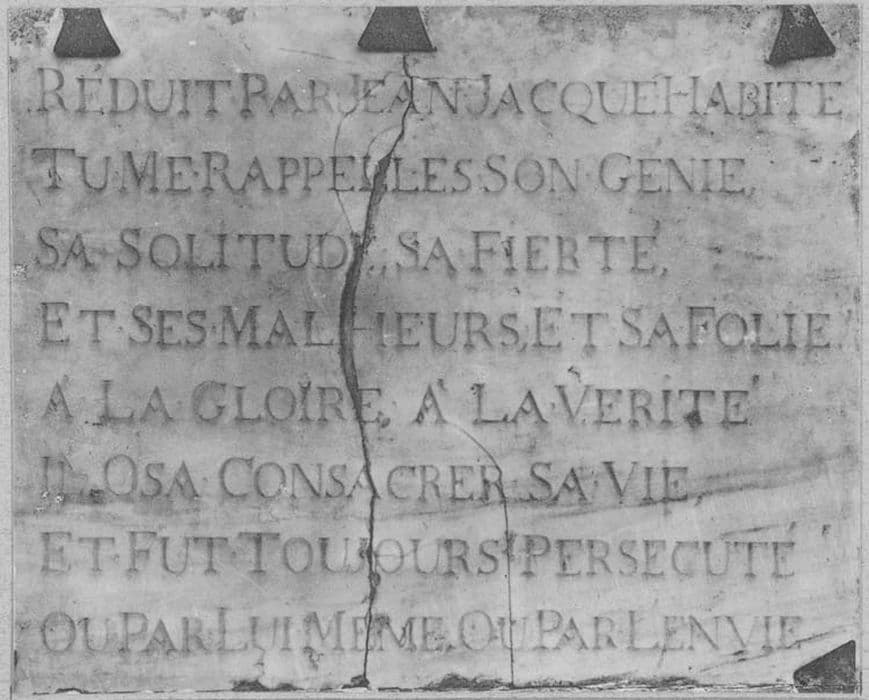 RÉDUIT PAR JEAN JACQUE HABITÉ
TU ME RAPPELLES SON GENIE,
SA SOLITUDE, SA FIERTÉ,
ET SES MALHEURS, ET SA FOLIE.
A LA GLOIRE, A LA VERITÉ
IL OSA CONSACRER SA VIE,
ET FUT TOUJOURS PERSECUTÉ
OU PAR LUI MÊME, OU PAR LENVIE